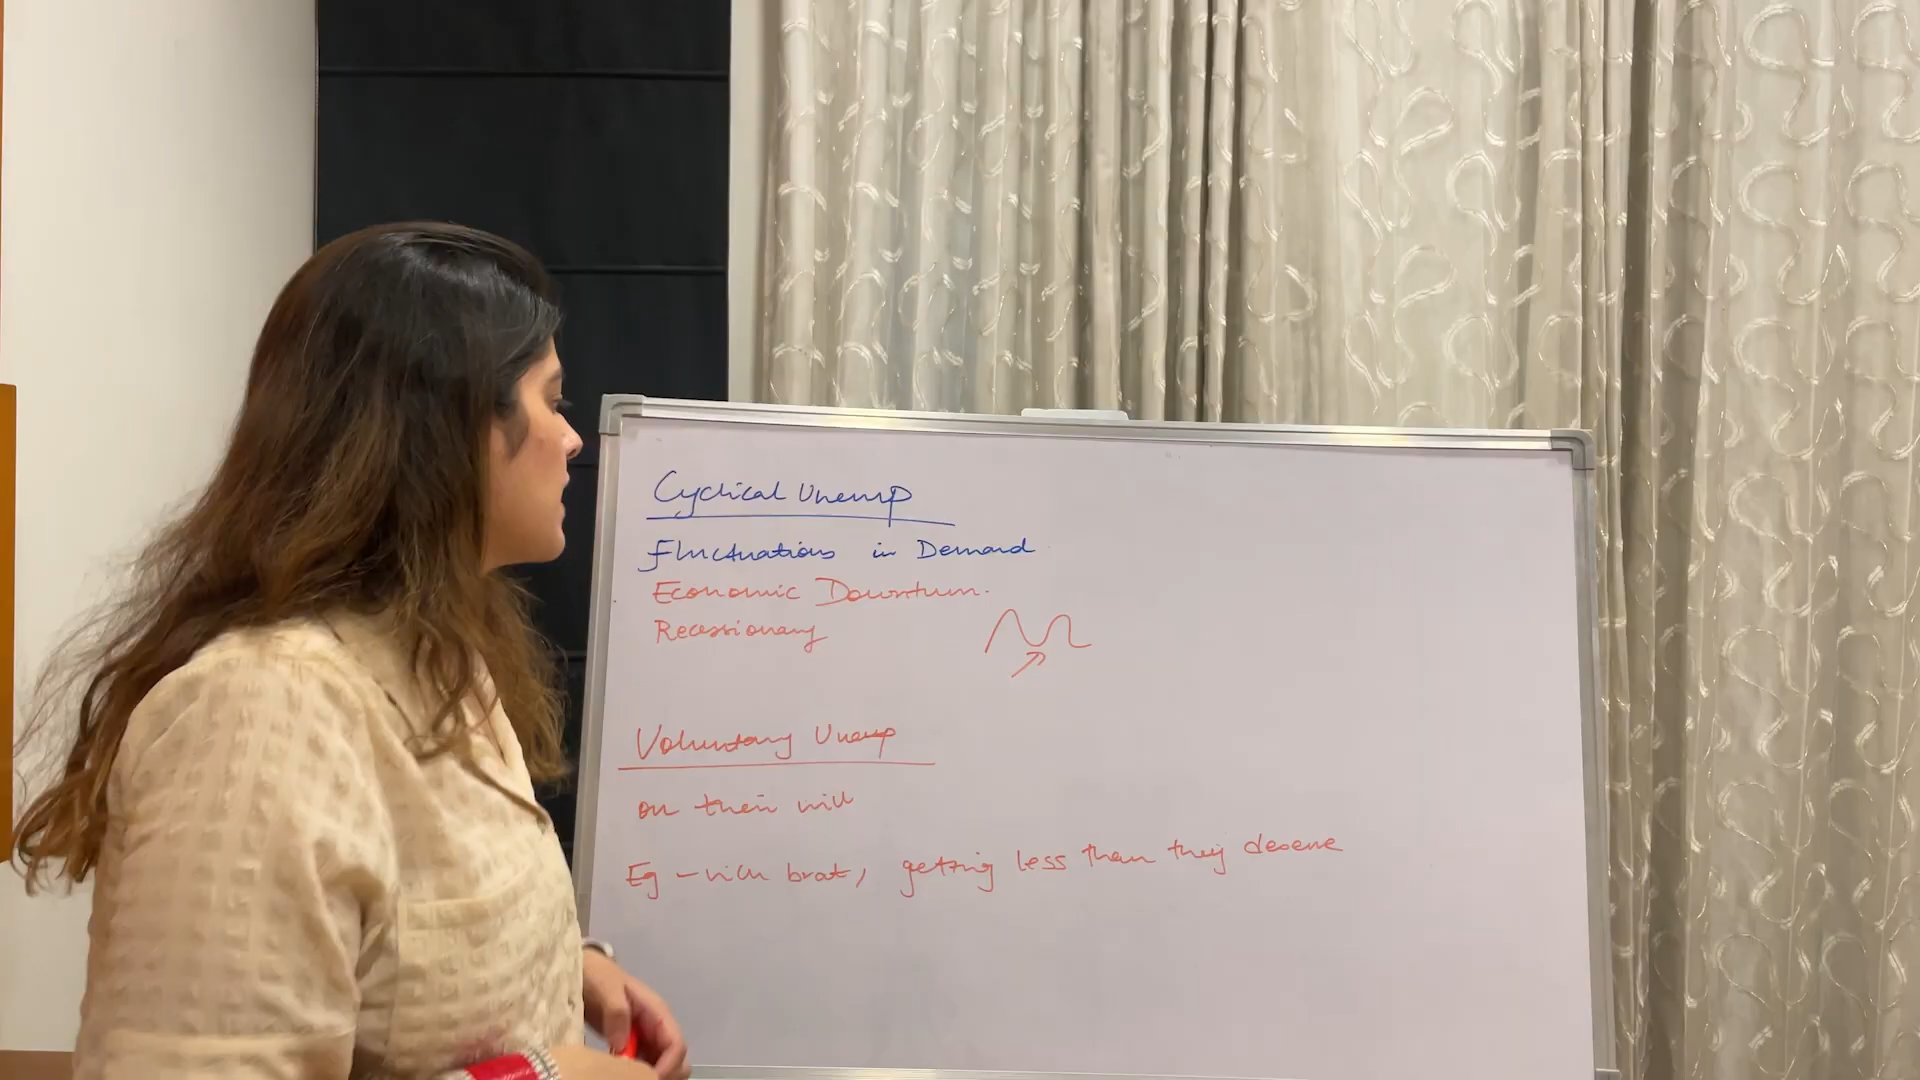 Cyclical Unemp
Fluctuations in Demand
Economic Downturn.
Recessionary
Voluntary Unemp
on their will
Eg - rich brat, getting less than they deserve